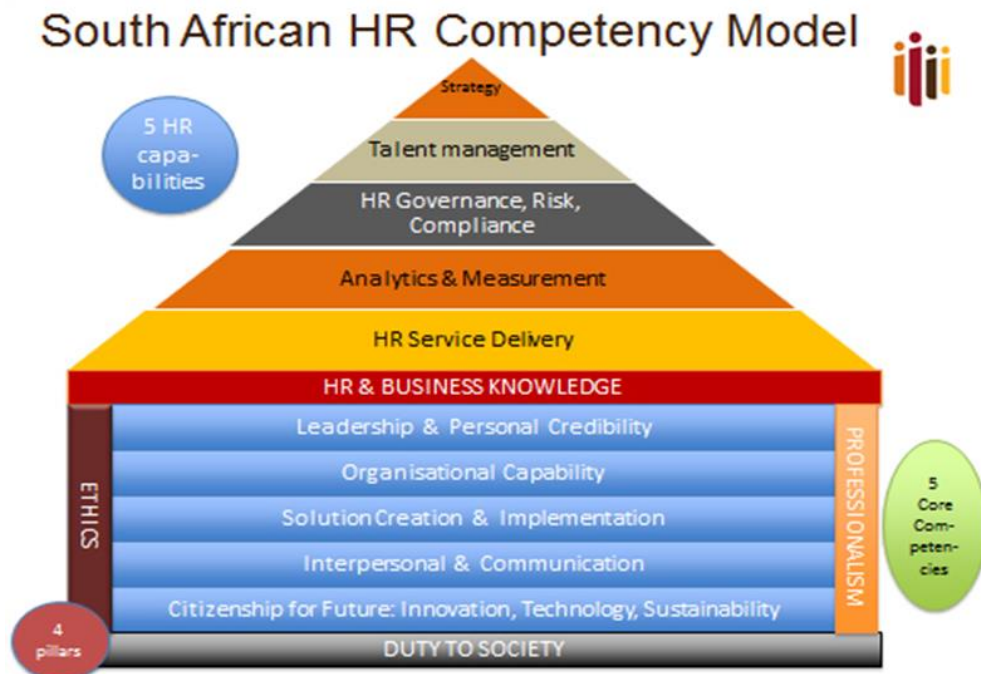 South African HR Competency Model
Strategy
5 HR
capa-
bilities
Talent management
HR Governance, Risk,
Compliance
Analytics & Measurement
HR Service Delivery
HR & BUSINESS KNOWLEDGE
ETHICS
Leadership & Personal Credibility
Organisational Capability
Solution Creation & Implementation
Interpersonal & Communication
Citizenship for Future: Innovation, Technology, Sustainability
PROFESSIONALISM
5
Core
Com-
peten-
cies
4
pillars
DUTY TO SOCIETY